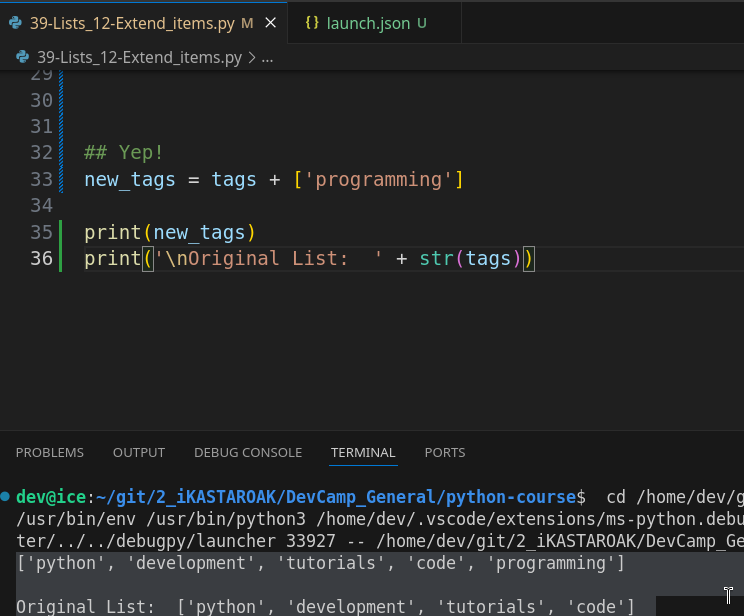 39-Lists_12-Extend_items.py M
launch.json U
39-Lists_12-Extend_items.py > ...
29
30
31
32 ## Yep!
33 new_tags = tags + ['programming']
34
35 print(new_tags)
36 print('\nOriginal List:  ' + str(tags))
PROBLEMS OUTPUT DEBUG CONSOLE TERMINAL PORTS
dev@ice:~/git/2_iKASTAROAK/DevCamp_General/python-course$  cd /home/dev/g
/usr/bin/env /usr/bin/python3 /home/dev/.vscode/extensions/ms-python.debu
ter/../../debugpy/launcher 33927 -- /home/dev/git/2_iKASTAROAK/DevCamp_Ge
['python', 'development', 'tutorials', 'code', 'programming']
Original List:  ['python', 'development', 'tutorials', 'code']